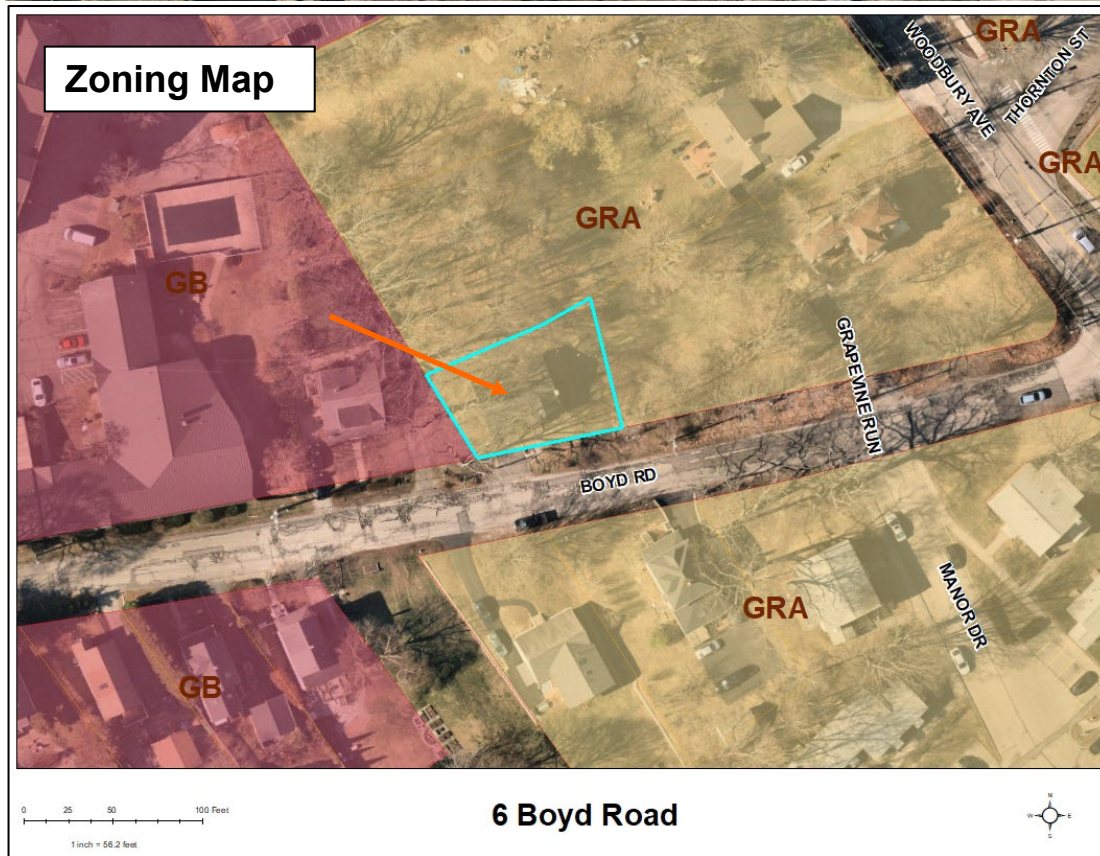 Zoning Map
GRA
WOODBURY AVE
THORNTON ST
GRA
GRA
GB
GRAPEVINE RUN
BOYD RD
MANOR DR
GRA
GB
0 25 50 100 Feet
1 inch = 56.2 feet
6 Boyd Road
N
W E
S